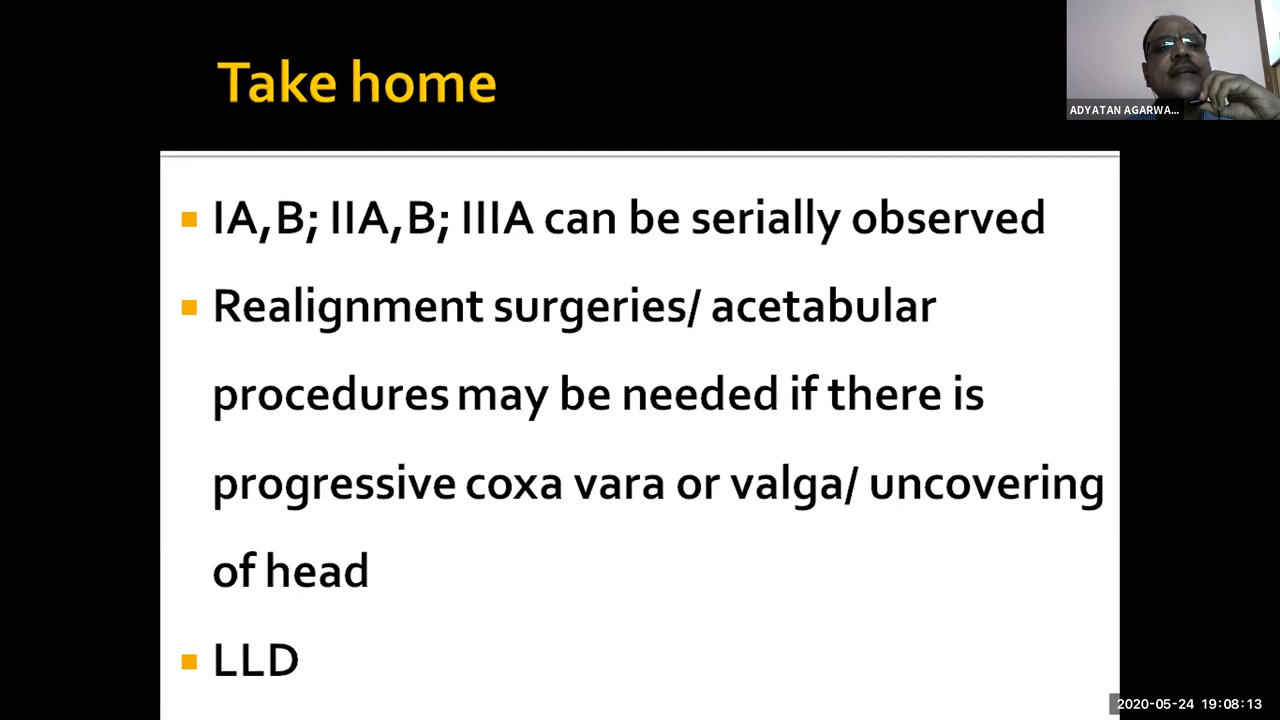 Take home
ADYATAN AGARWA...
IA,B; IIA,B; IIIA can be serially observed
Realignment surgeries/ acetabular
procedures may be needed if there is
progressive coxa vara or valga/ uncovering
of head
LLD
2020-05-24 19:08:13